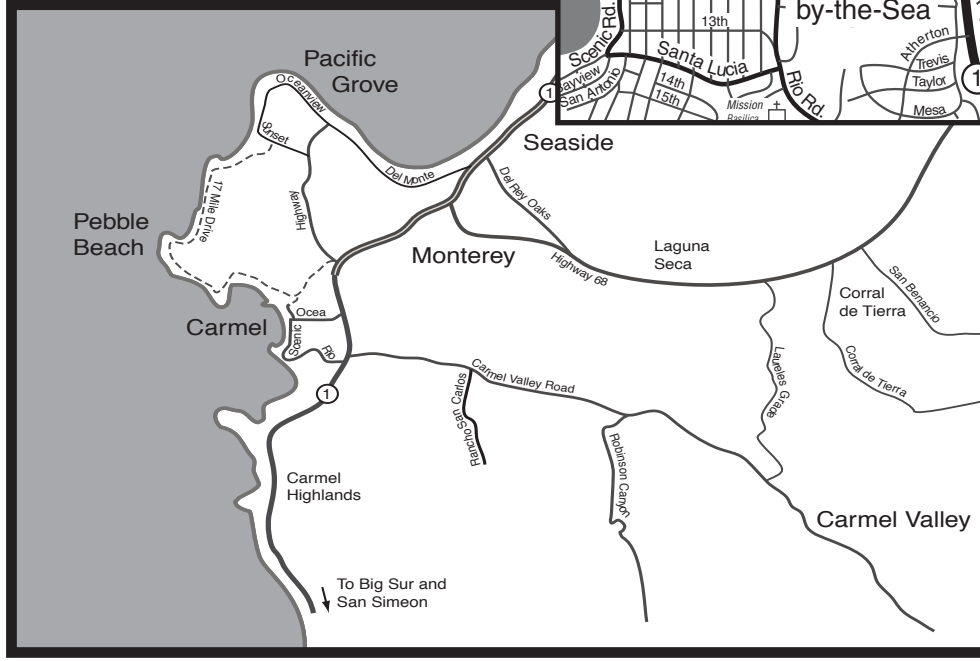 by-the-Sea
13th
Scenic Rd.
Santa Lucia
Atherton
Trevis
Taylor
Mesa
1
Bayview
San Antonio
14th
15th
Mission
Basilica
Rio Rd.
Pacific
Grove
Oceanview
Sunset
1
Seaside
Del Monte
Del Rey Oaks
17 Mile Drive
Highway
Pebble
Beach
Monterey
Highway 68
Laguna
Seca
San Benancio
Corral
de Tierra
Corral de Tierra
Carmel
Ocea
Scenic
Rio
Carmel Valley Road
Laureles Grade
1
Rancho San Carlos
Robinson Canyon
Carmel
Highlands
Carmel Valley
To Big Sur and
San Simeon